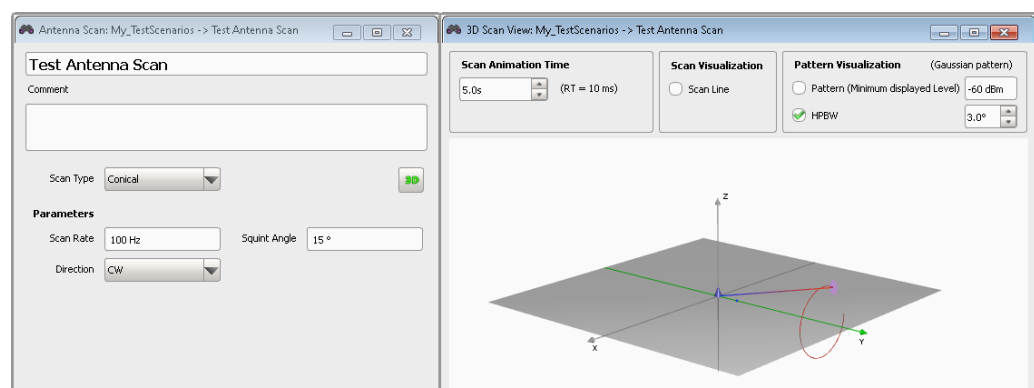 Antenna Scan: My_TestScenarios -> Test Antenna Scan
Test Antenna Scan
Comment
Scan Type Conical 3D
Parameters
Scan Rate 100 Hz Squint Angle 15 °
Direction CW
3D Scan View: My_TestScenarios -> Test Antenna Scan
Scan Animation Time
5.0s (RT = 10 ms)
Scan Visualization
Scan Line
Pattern Visualization (Gaussian pattern)
Pattern (Minimum displayed Level) -60 dBm
HPBW 3.0°
Z
X
Y